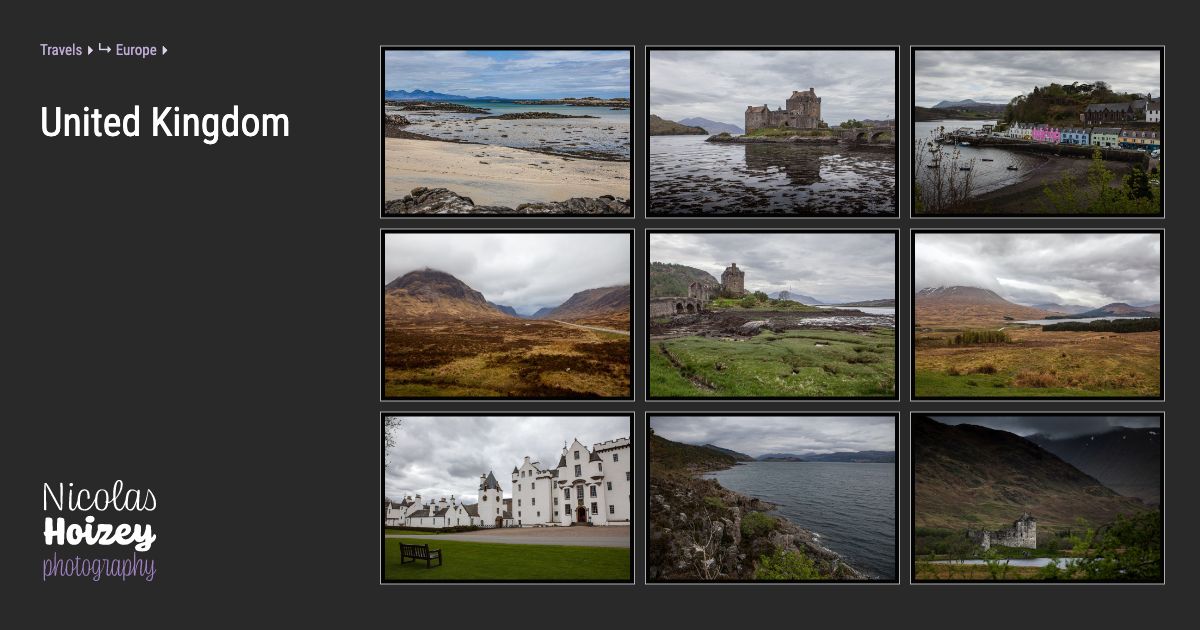 Travels ⏵ ↪ Europe ⏵
United Kingdom
Nicolas
Hoizey
photography